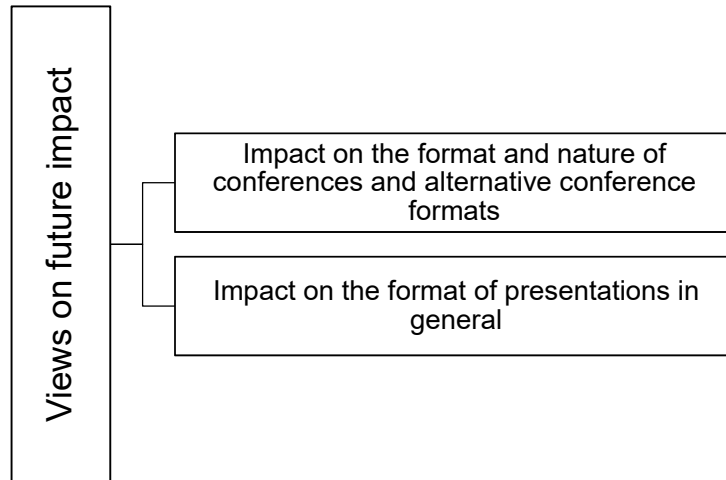 Views on future impact
Impact on the format and nature of
conferences and alternative conference
formats
Impact on the format of presentations in
general